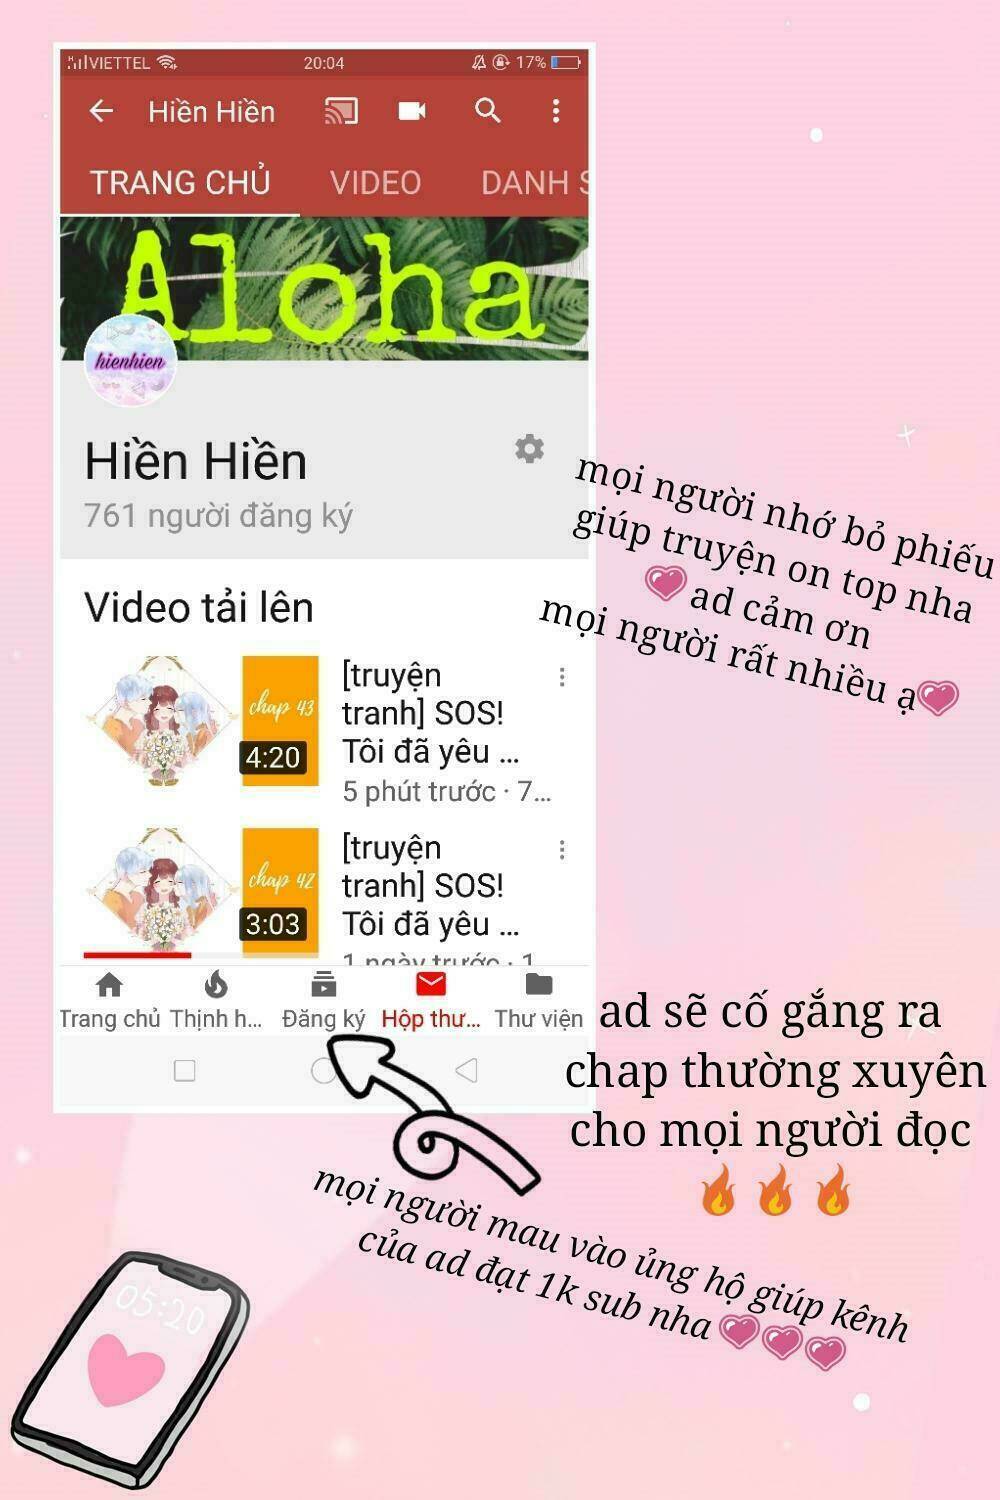 VIETTEL 20:04 17%
Hiền Hiền
TRANG CHỦ VIDEO DANH S
Aloha
hienhien
Hiền Hiền
761 người đăng ký
mọi người nhớ bỏ phiếu
giúp truyện on top nha
💗ad cảm ơn
mọi người rất nhiều ạ💗
Video tải lên
chap 43
4:20
[truyện
tranh] SOS!
Tôi đã yêu ...
5 phút trước · 7...
chap 42
3:03
[truyện
tranh] SOS!
Tôi đã yêu ...
1 ngày trước · 1
Trang chủ Thịnh h... Đăng ký Hộp thư... Thư viện
ad sẽ cố gắng ra
chap thường xuyên
cho mọi người đọc
🔥🔥🔥
mọi người mau vào ủng hộ giúp kênh
của ad đạt 1k sub nha 💗💗💗
05:20